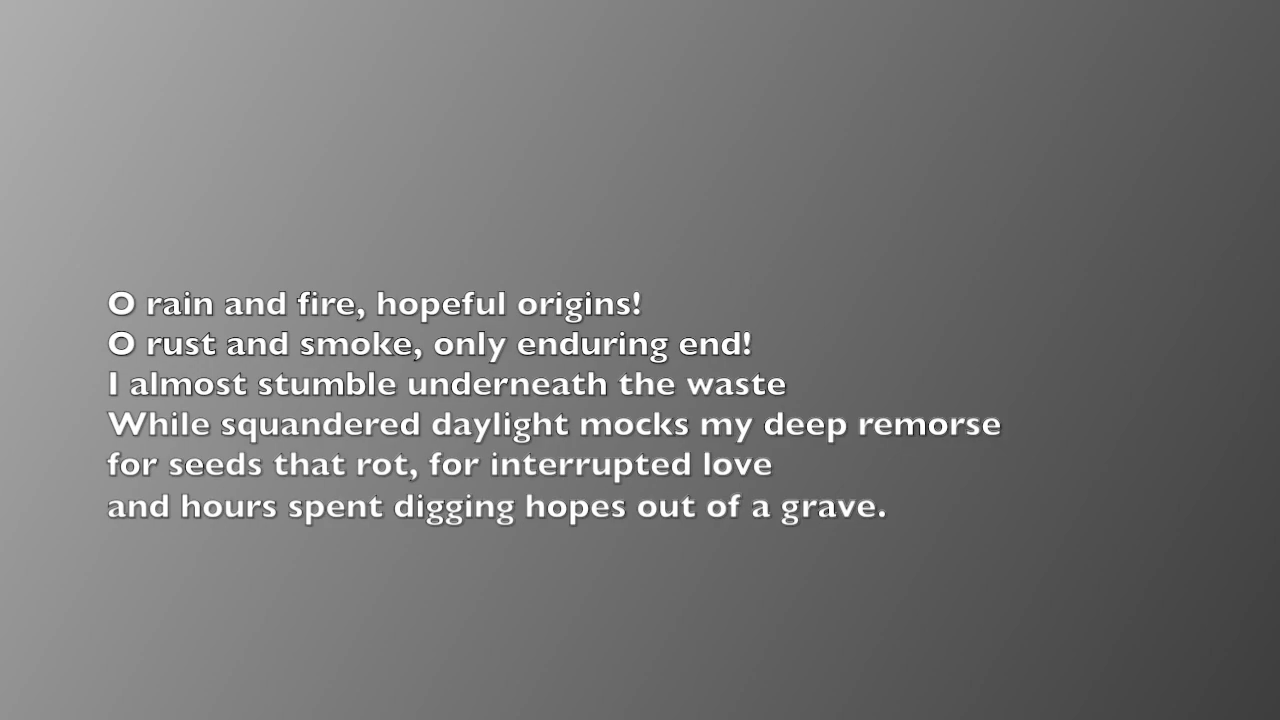 O rain and fire, hopeful origins!
O rust and smoke, only enduring end!
I almost stumble underneath the waste
While squandered daylight mocks my deep remorse
for seeds that rot, for interrupted love
and hours spent digging hopes out of a grave.